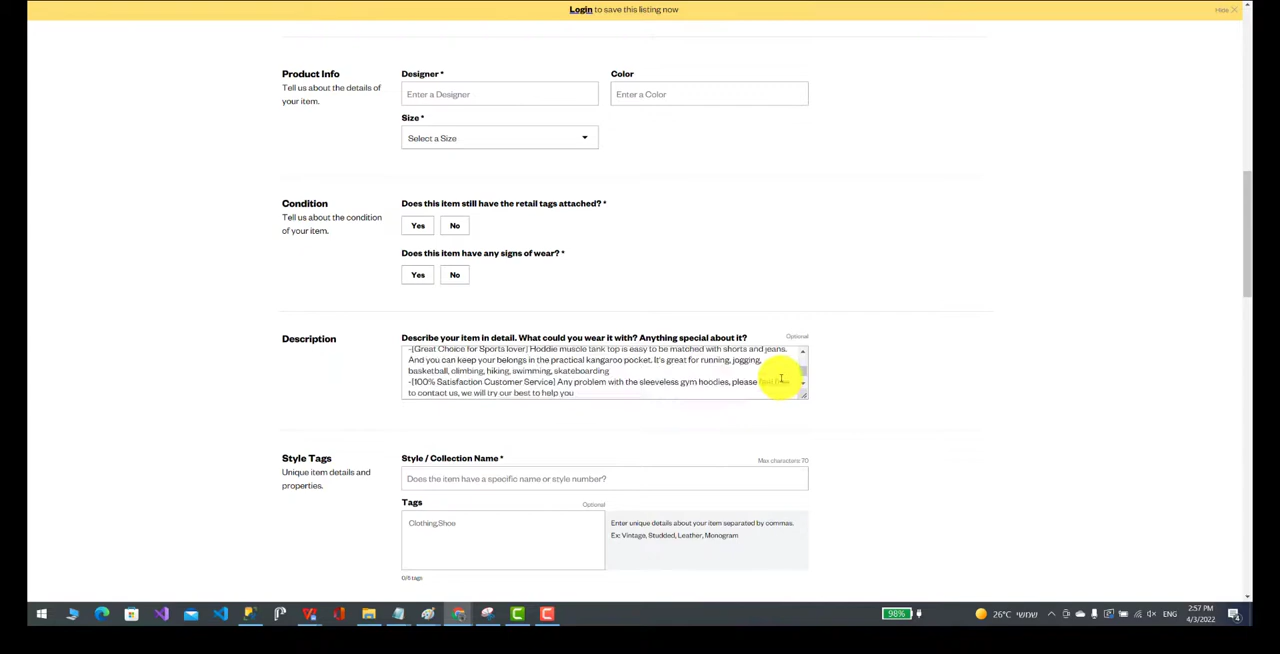 Login to save this listing now
Hide
Product Info
Tell us about the details of
your item.
Designer *
Enter a Designer
Color
Enter a Color
Size *
Select a Size
Condition
Tell us about the condition
of your item.
Does this item still have the retail tags attached? *
Yes
No
Does this item have any signs of wear? *
Yes
No
Description
Describe your item in detail. What could you wear it with? Anything special about it?
Optional
-[Great Choice for Sports lover] Hoddie muscle tank top is easy to be matched with shorts and jeans.
And you can keep your belongings in the practical kangaroo pocket. It's great for running, jogging,
basketball, climbing, hiking, swimming, skateboarding
-[100% Satisfaction Customer Service] Any problem with the sleeveless gym hoodies, please feel free
to contact us, we will try our best to help you
Style Tags
Unique item details and
properties.
Style / Collection Name *
Max characters: 70
Does the item have a specific name or style number?
Tags
Optional
Clothing,Shoe
Enter unique details about your item separated by commas.
Ex: Vintage, Studded, Leather, Monogram
0/6 tags
98%
26°C
שמשי
ENG
2:57 PM
4/3/2022
4